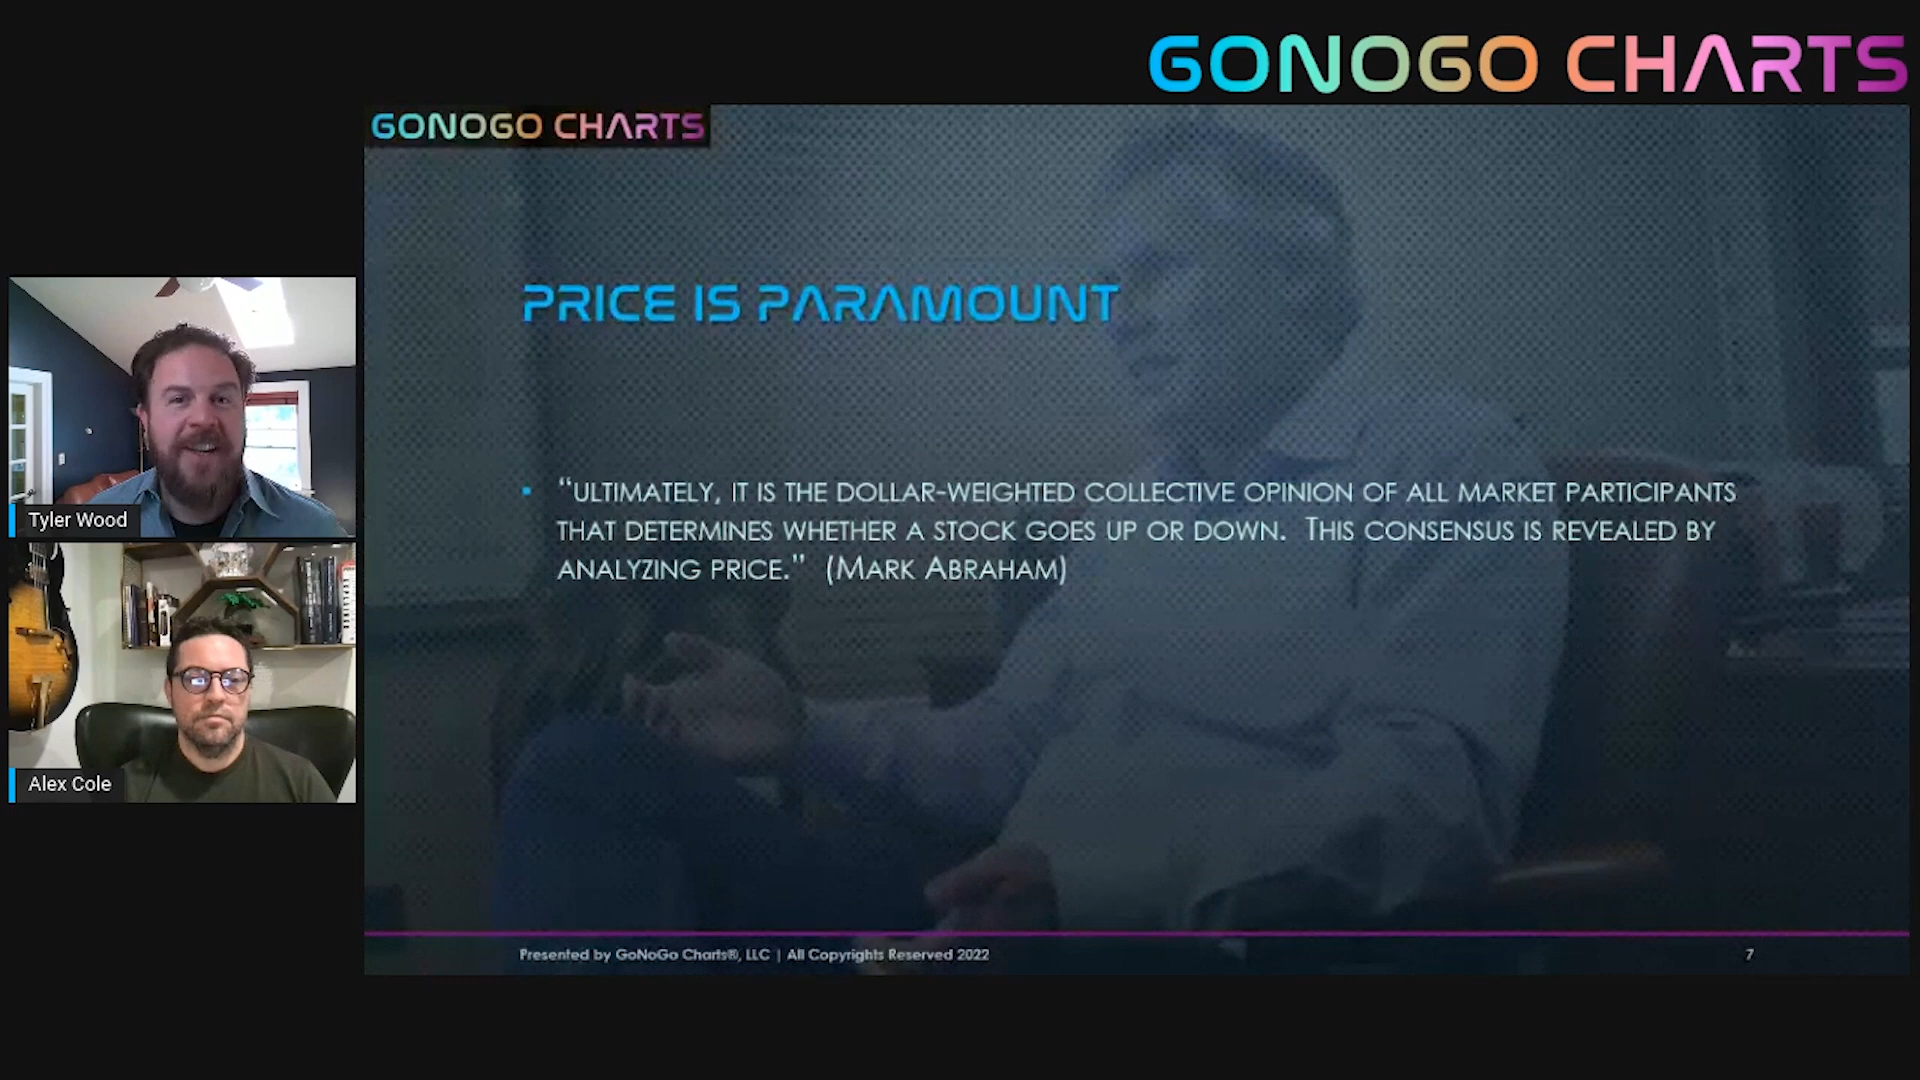 GONOGO CHARTS
GONOGO CHARTS
PRICE IS PARAMOUNT
▪ “ULTIMATELY, IT IS THE DOLLAR-WEIGHTED COLLECTIVE OPINION OF ALL MARKET PARTICIPANTS
THAT DETERMINES WHETHER A STOCK GOES UP OR DOWN.  THIS CONSENSUS IS REVEALED BY
ANALYZING PRICE.”  (MARK ABRAHAM)
Tyler Wood
Alex Cole
Presented by GoNoGo Charts®, LLC | All Copyrights Reserved 2022
7